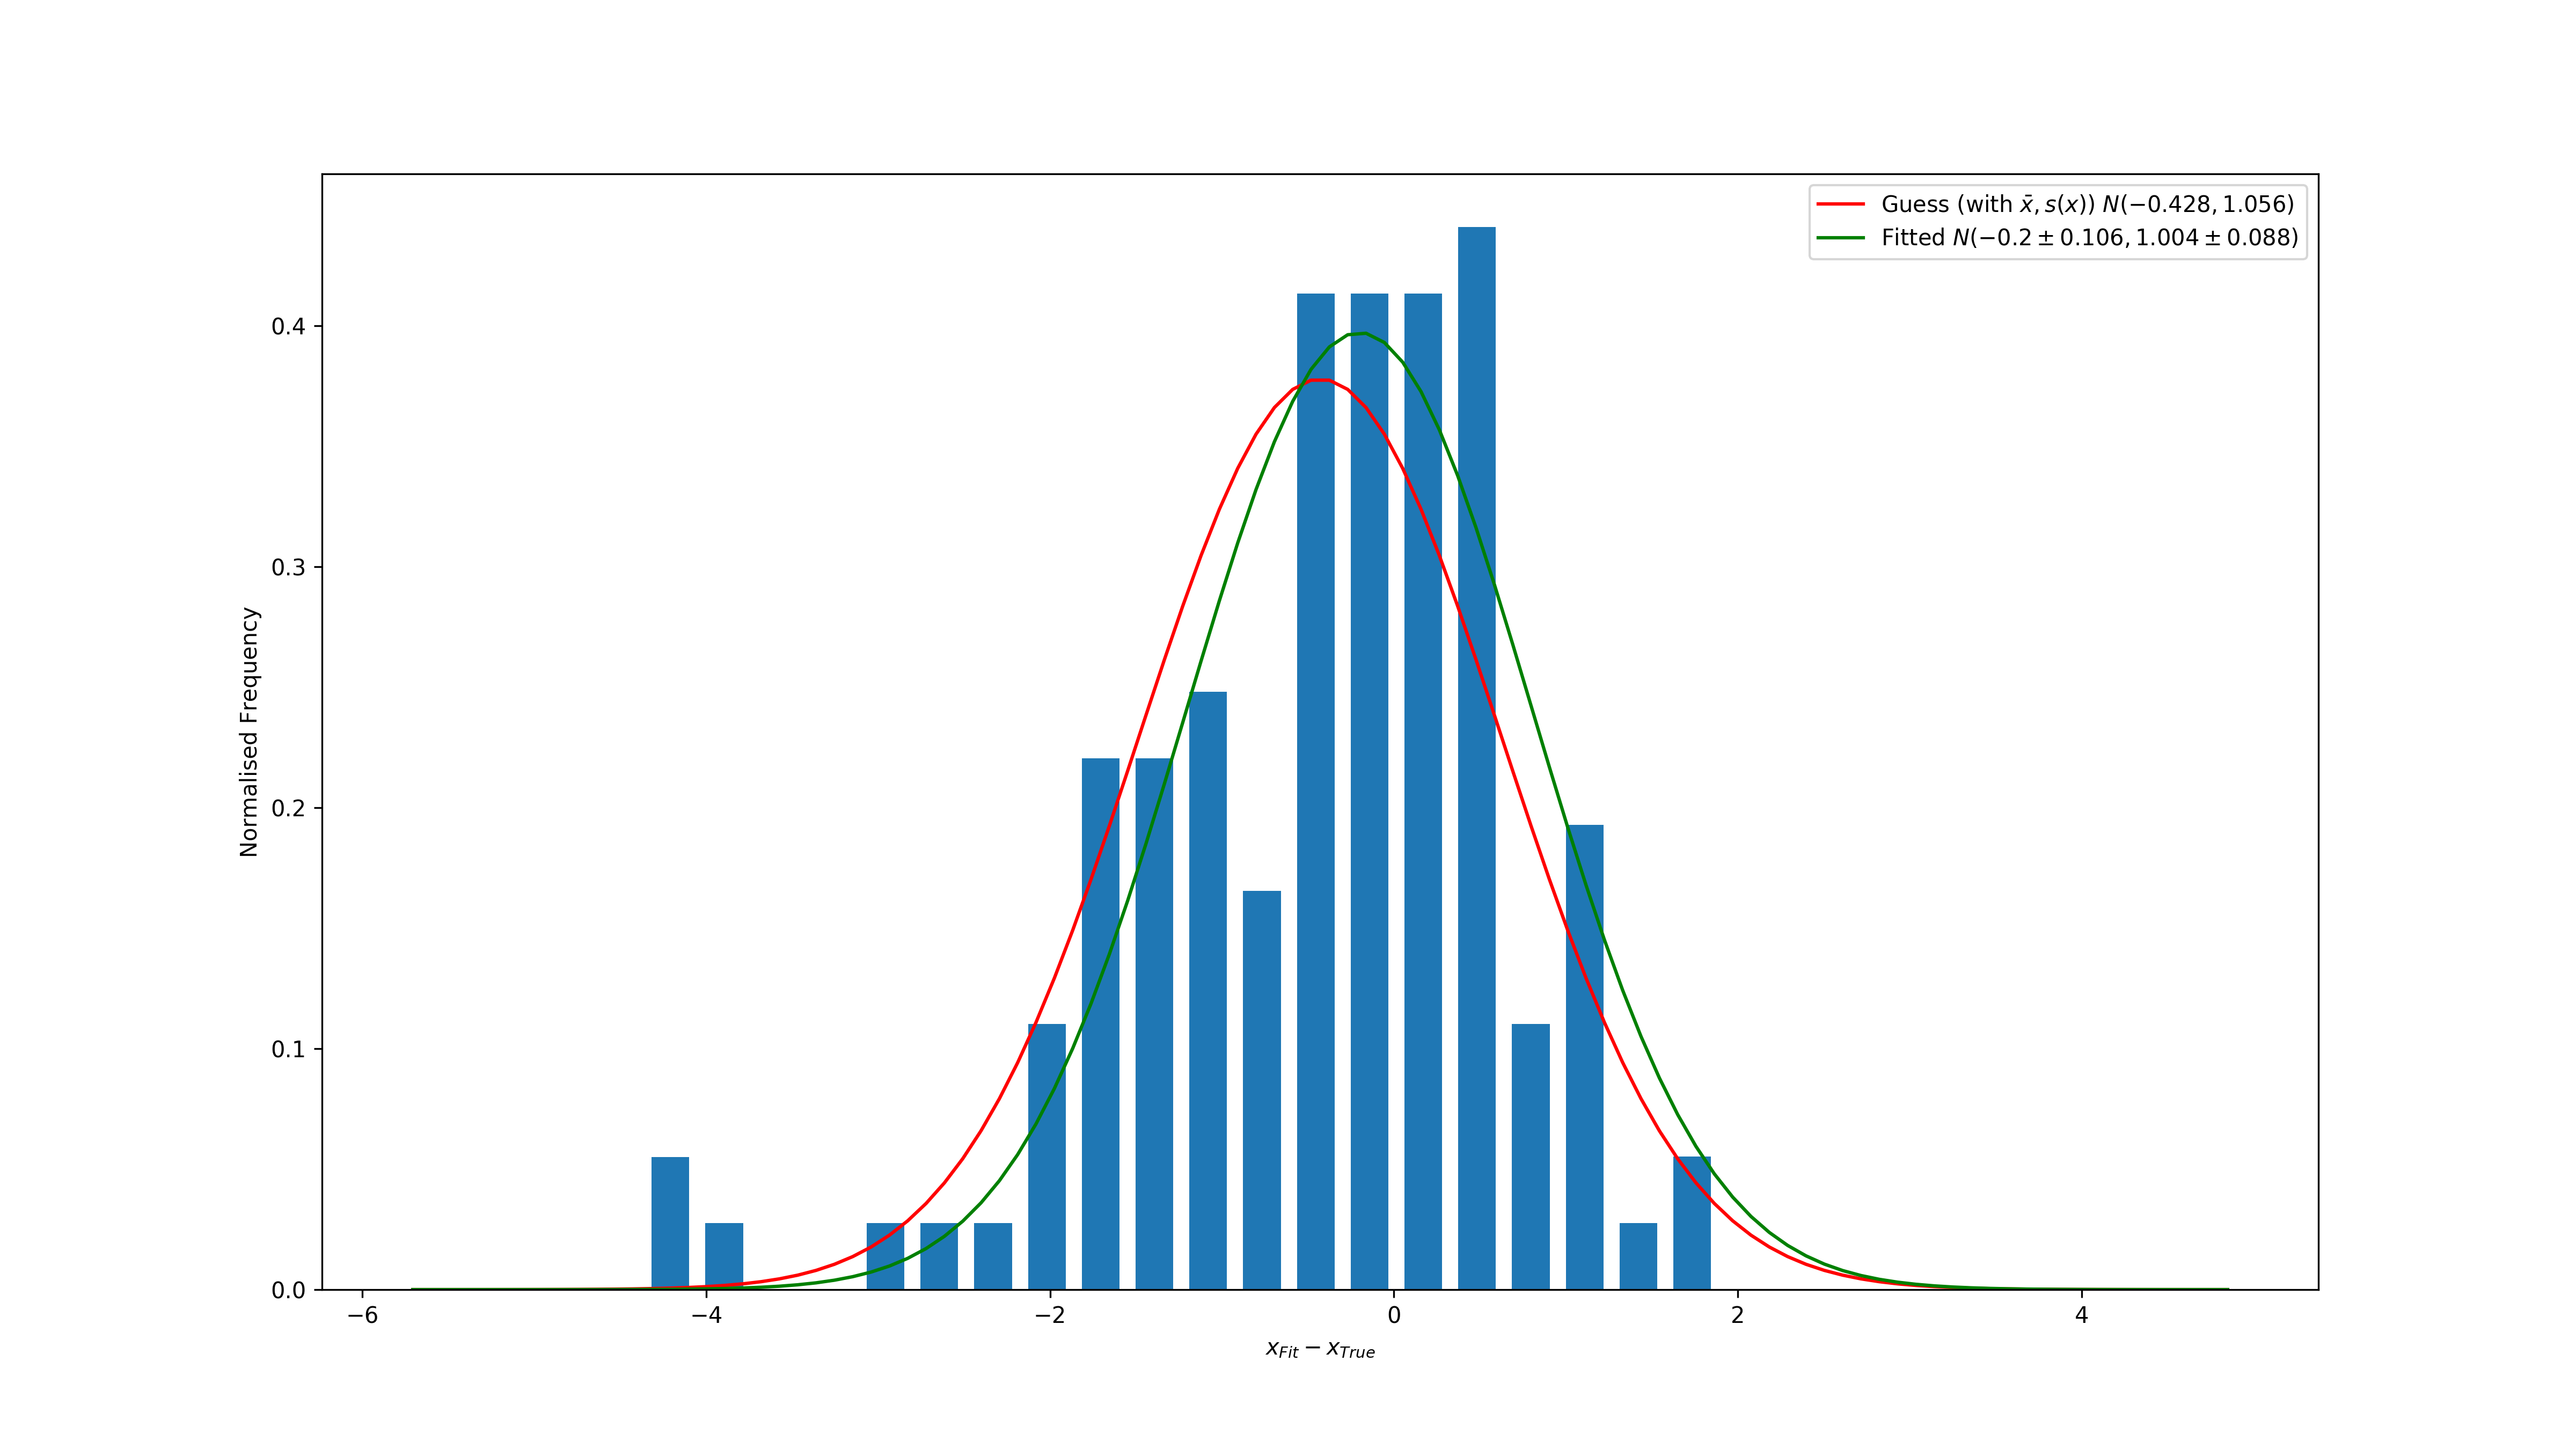 Guess (with x̄, s(x)) N(−0.428, 1.056)
Fitted N(−0.2 ± 0.106, 1.004 ± 0.088)
Normalised Frequency
0.4
0.3
0.2
0.1
0.0
−6 −4 −2 0 2 4
x_Fit − x_True